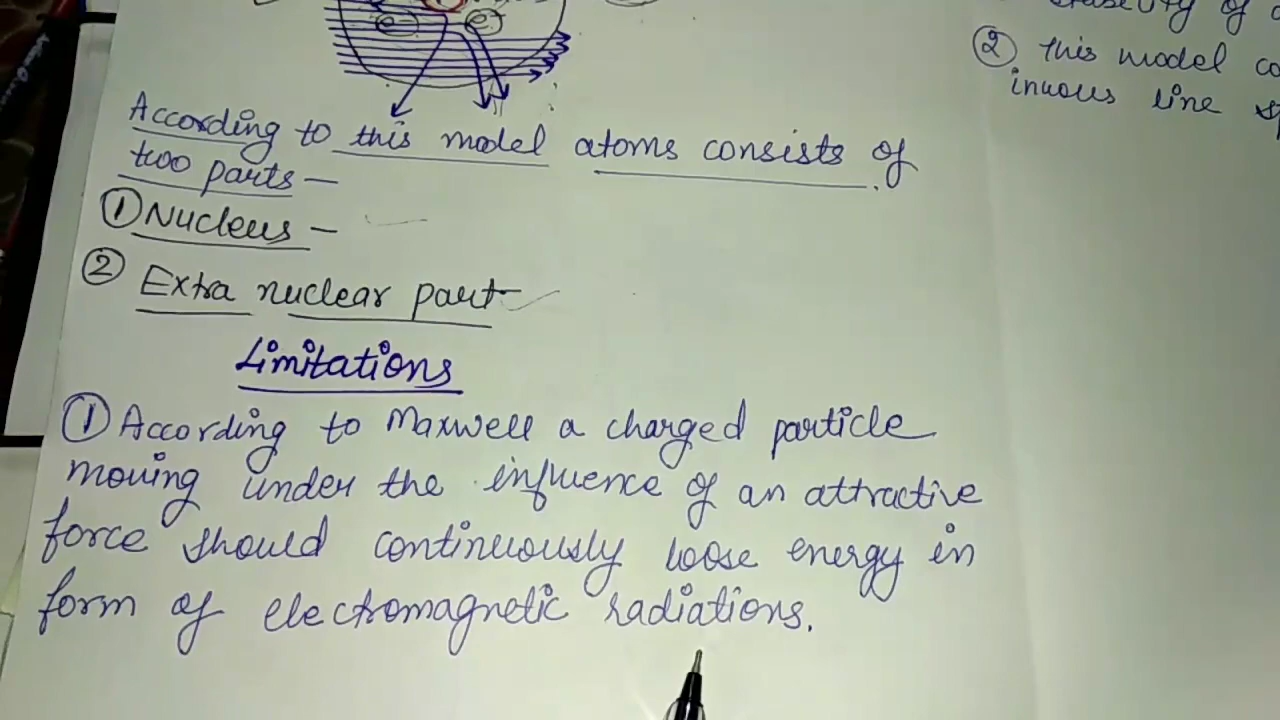 e⁻ e⁻
According to this model atoms consists of
two parts —
① Nucleus —
② Extra nuclear part —
Limitations
① According to Maxwell a charged particle
moving under the influence of an attractive
force should continuously loose energy in
form of electromagnetic radiations.
of
② This model
inuous line